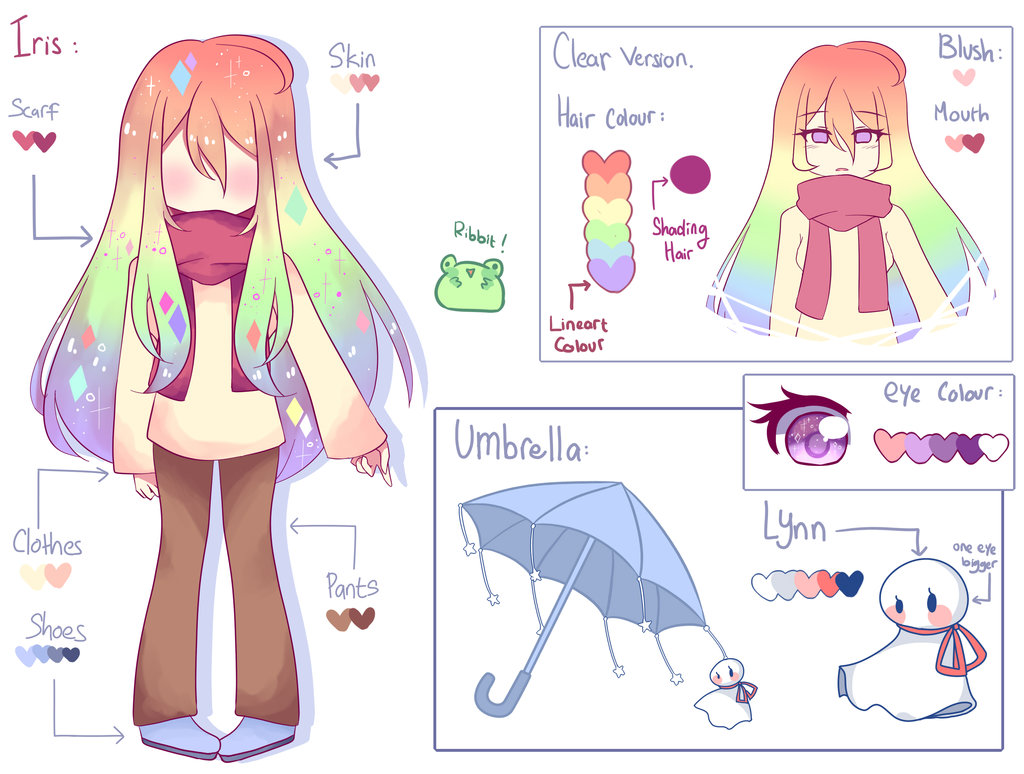 Iris :
Skin
Scarf
Clothes
Shoes
Pants
Ribbit!
Clear Version.
Hair Colour:
Lineart
Colour
Shading
Hair
Blush:
Mouth
eye Colour:
Umbrella:
Lynn
one eye
bigger